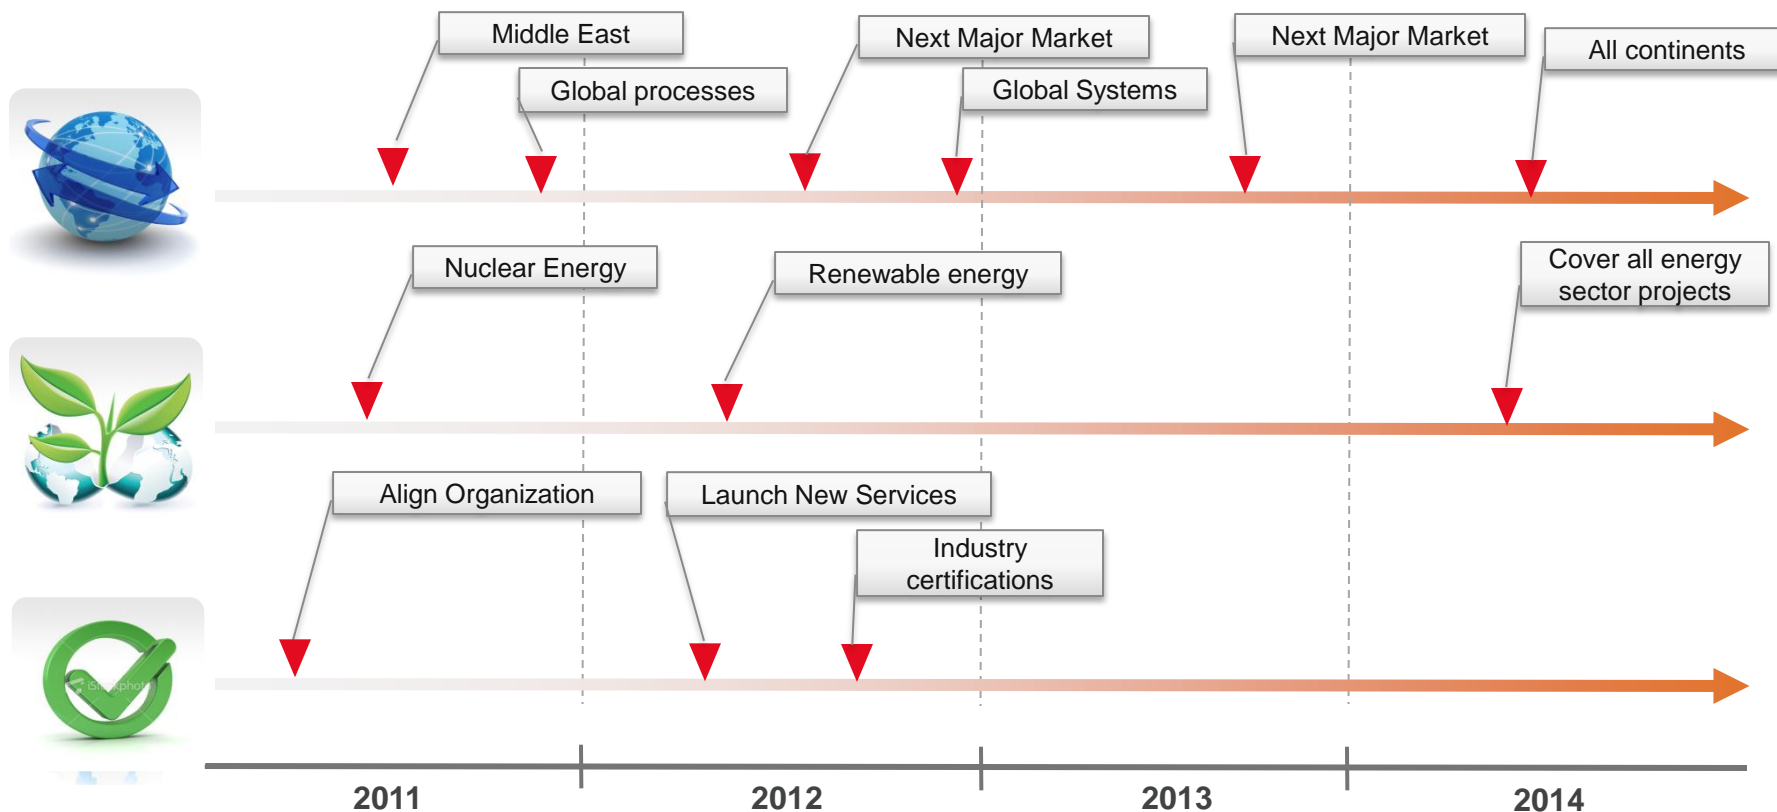 Middle East
Next Major Market
Next Major Market
All continents
Global processes
Global Systems
Nuclear Energy
Renewable energy
Cover all energy
sector projects
Align Organization
Launch New Services
Industry
certifications
iStockphoto
2011
2012
2013
2014